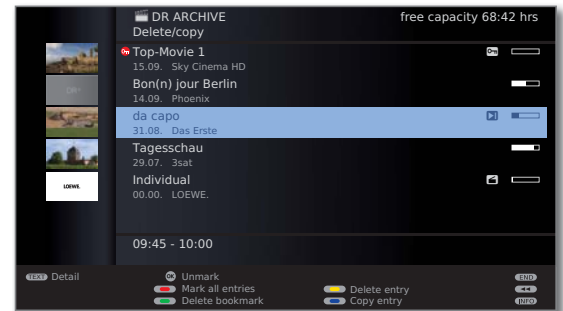 DR ARCHIVE free capacity 68:42 hrs
Delete/copy
Top-Movie 1
15.09. Sky Cinema HD
Bon(n) jour Berlin
14.09. Phoenix
da capo
31.08. Das Erste
Tagesschau
29.07. 3sat
Individual
00.00. LOEWE.
LOEWE.
09:45 - 10:00
TEXT Detail OK Unmark END
Mark all entries Delete entry
Delete bookmark Copy entry INFO